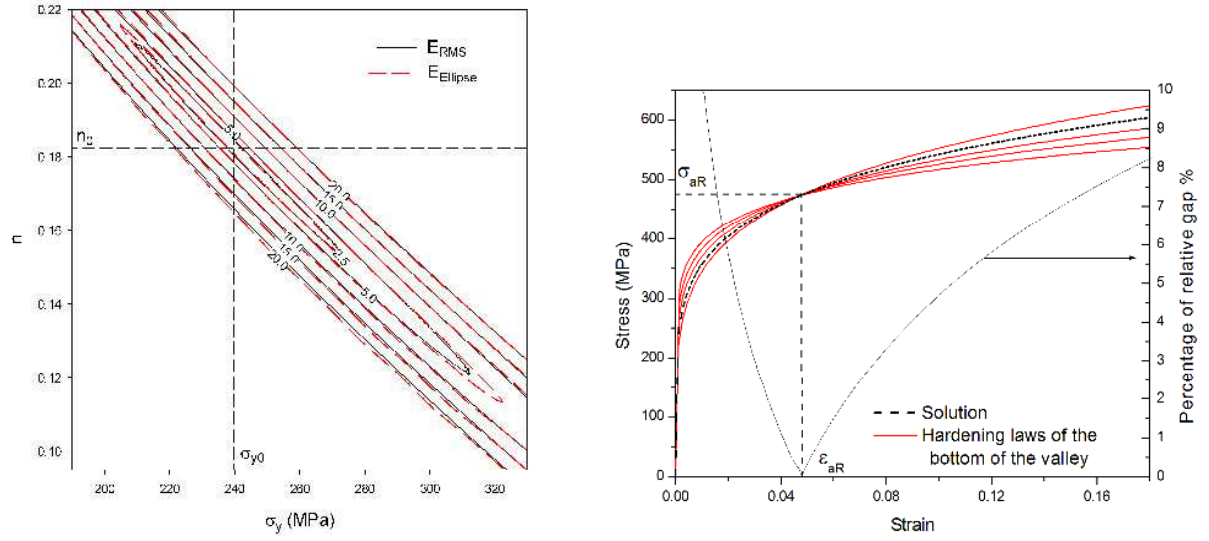 0.22
0.20
0.18
0.16
0.14
0.12
0.10
n
n₀
E_RMS
E_Ellipse
5.0
20.0
15.0
10.0
10.0
15.0
20.0
2.5
5.0
σ_y0
200 220 240 260 280 300 320
σ_y (MPa)
600
500
400
300
200
100
0
Stress (MPa)
σ_aR
ε_aR
Solution
Hardening laws of the
bottom of the valley
10
9
8
7
6
5
4
3
2
1
0
Percentage of relative gap %
0.00 0.04 0.08 0.12 0.16
Strain